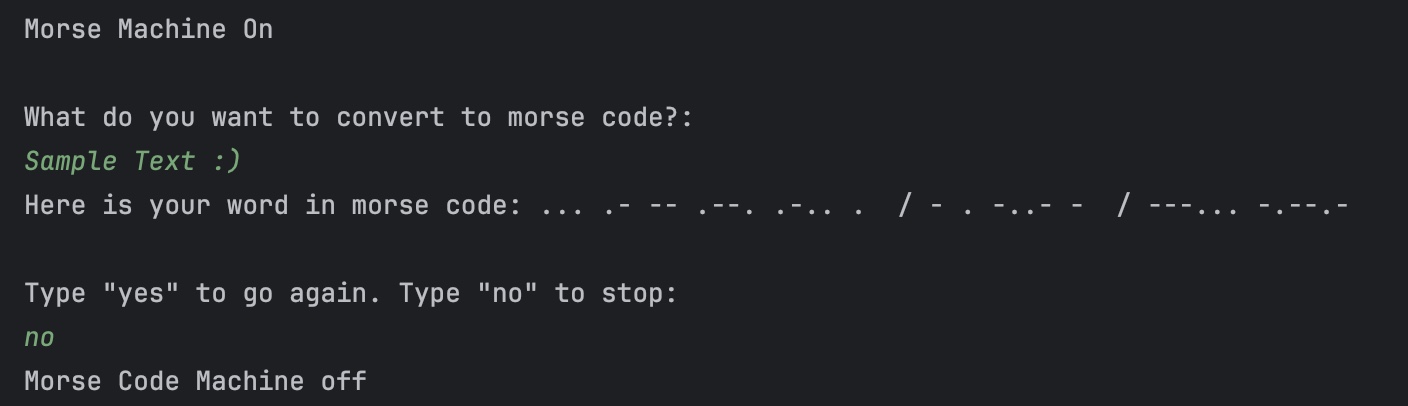 Morse Machine On
What do you want to convert to morse code?:
Sample Text :)
Here is your word in morse code: ... .- -- .--. .-.. .  / - . -..- -  / ---... -.--.-
Type "yes" to go again. Type "no" to stop:
no
Morse Code Machine off